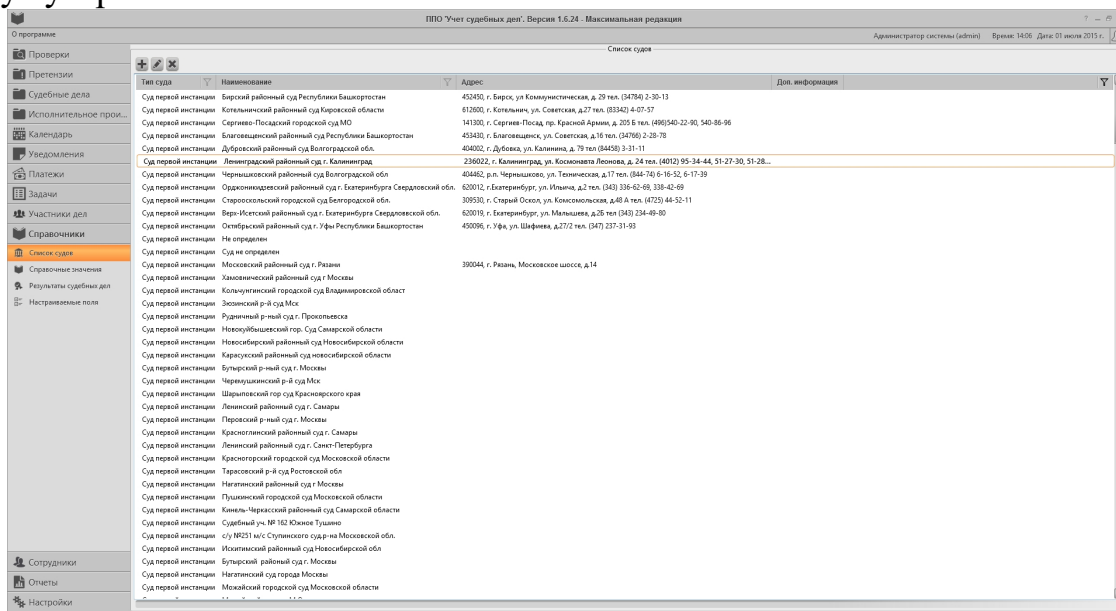 ППО 'Учет судебных дел'. Версия 1.6.24 - Максимальная редакция
О программе
Администратор системы (admin) Время: 14:06 Дата: 01 июля 2015 г.
Проверки
Претензии
Судебные дела
Исполнительное прои...
Календарь
Уведомления
Платежи
Задачи
Участники дел
Справочники
Список судов
Справочные значения
Результаты судебных дел
Настраиваемые поля
Сотрудники
Отчеты
Настройки
Список судов
Тип суда Наименование Адрес Доп. информация
Суд первой инстанции Бирский районный суд Республики Башкортостан 452450, г. Бирск, ул Коммунистическая, д. 29 тел. (34784) 2-30-13
Суд первой инстанции Котельничский районный суд Кировской области 612600, г. Котельнич, ул. Советская, д.27 тел. (83342) 4-07-57
Суд первой инстанции Сергиево-Посадский городской суд МО 141300, г. Сергиев-Посад, пр. Красной Армии, д. 205 Б тел. (496)540-22-90, 540-86-96
Суд первой инстанции Благовещенский районный суд Республики Башкортостан 453430, г. Благовещенск, ул. Советская, д.16 тел. (34766) 2-28-78
Суд первой инстанции Дубровский районный суд Волгоградской обл. 404002, г. Дубовка, ул. Калинина, д. 79 тел (84458) 3-31-11
Суд первой инстанции Ленинградский районный суд г. Калининград 236022, г. Калининград, ул. Космонавта Леонова, д. 24 тел. (4012) 95-34-44, 51-27-30, 51-28...
Суд первой инстанции Чернышковский районный суд Волгоградской обл 404462, р.п. Чернышково, ул. Техническая, д.17 тел. (844-74) 6-16-52, 6-17-39
Суд первой инстанции Орджоникидзевский районный суд г. Екатеринбурга Свердловский обл. 620012, г.Екатеринбург, ул. Ильича, д.2 тел. (343) 336-62-69, 338-42-69
Суд первой инстанции Старооскольский городской суд Белгородской обл. 309530, г. Старый Оскол, ул. Комсомольская, д.48 А тел. (4725) 44-52-11
Суд первой инстанции Верх-Исетский районный суд г. Екатеринбурга Свердловсской обл. 620019, г. Екатеринбург, ул. Малышева, д.2Б тел (343) 234-49-80
Суд первой инстанции Октябрьский районный суд г. Уфы Республики Башкортостан 450096, г. Уфа, ул. Шафиева, д.27/2 тел. (347) 237-31-93
Суд первой инстанции Не определен
Суд первой инстанции Суд не определен
Суд первой инстанции Московский районный суд г. Рязани 390044, г. Рязань, Московское шоссе, д.14
Суд первой инстанции Хамовнический районный суд г Москвы
Суд первой инстанции Кольчунгинский городской суд Владимировской област
Суд первой инстанции Зюзинский р-й суд Мск
Суд первой инстанции Рудничный р-ный суд г. Прокопьевска
Суд первой инстанции Новокуйбышевский гор. Суд Самарской области
Суд первой инстанции Новосибирский районный суд Новосибирской области
Суд первой инстанции Карасукский районный суд новосибирской области
Суд первой инстанции Бутырский р-ный суд г. Москвы
Суд первой инстанции Черемушкинский р-й суд Мск
Суд первой инстанции Шарыповский гор суд Красноярского края
Суд первой инстанции Ленинский районный суд г. Самары
Суд первой инстанции Перовский р-ный суд г. Москвы
Суд первой инстанции Красноглинский районный суд г. Самары
Суд первой инстанции Ленинский районный суд г. Санкт-Петербурга
Суд первой инстанции Красногорский городской суд Московской области
Суд первой инстанции Тарасовский р-й суд Ростовской обл
Суд первой инстанции Нагатинский районный суд г Москвы
Суд первой инстанции Пушкинский городской суд Московской области
Суд первой инстанции Кинель-Черкасский районный суд Самарской области
Суд первой инстанции Судебный уч. № 162 Южное Тушино
Суд первой инстанции с/у №251 м/с Ступинского суд.р-на Московской обл.
Суд первой инстанции Искитимский районный суд Новосибирской обл
Суд первой инстанции Бутырский районый суд г. Москвы
Суд первой инстанции Нагатинский суд города Москвы
Суд первой инстанции Можайский городской суд Московской области